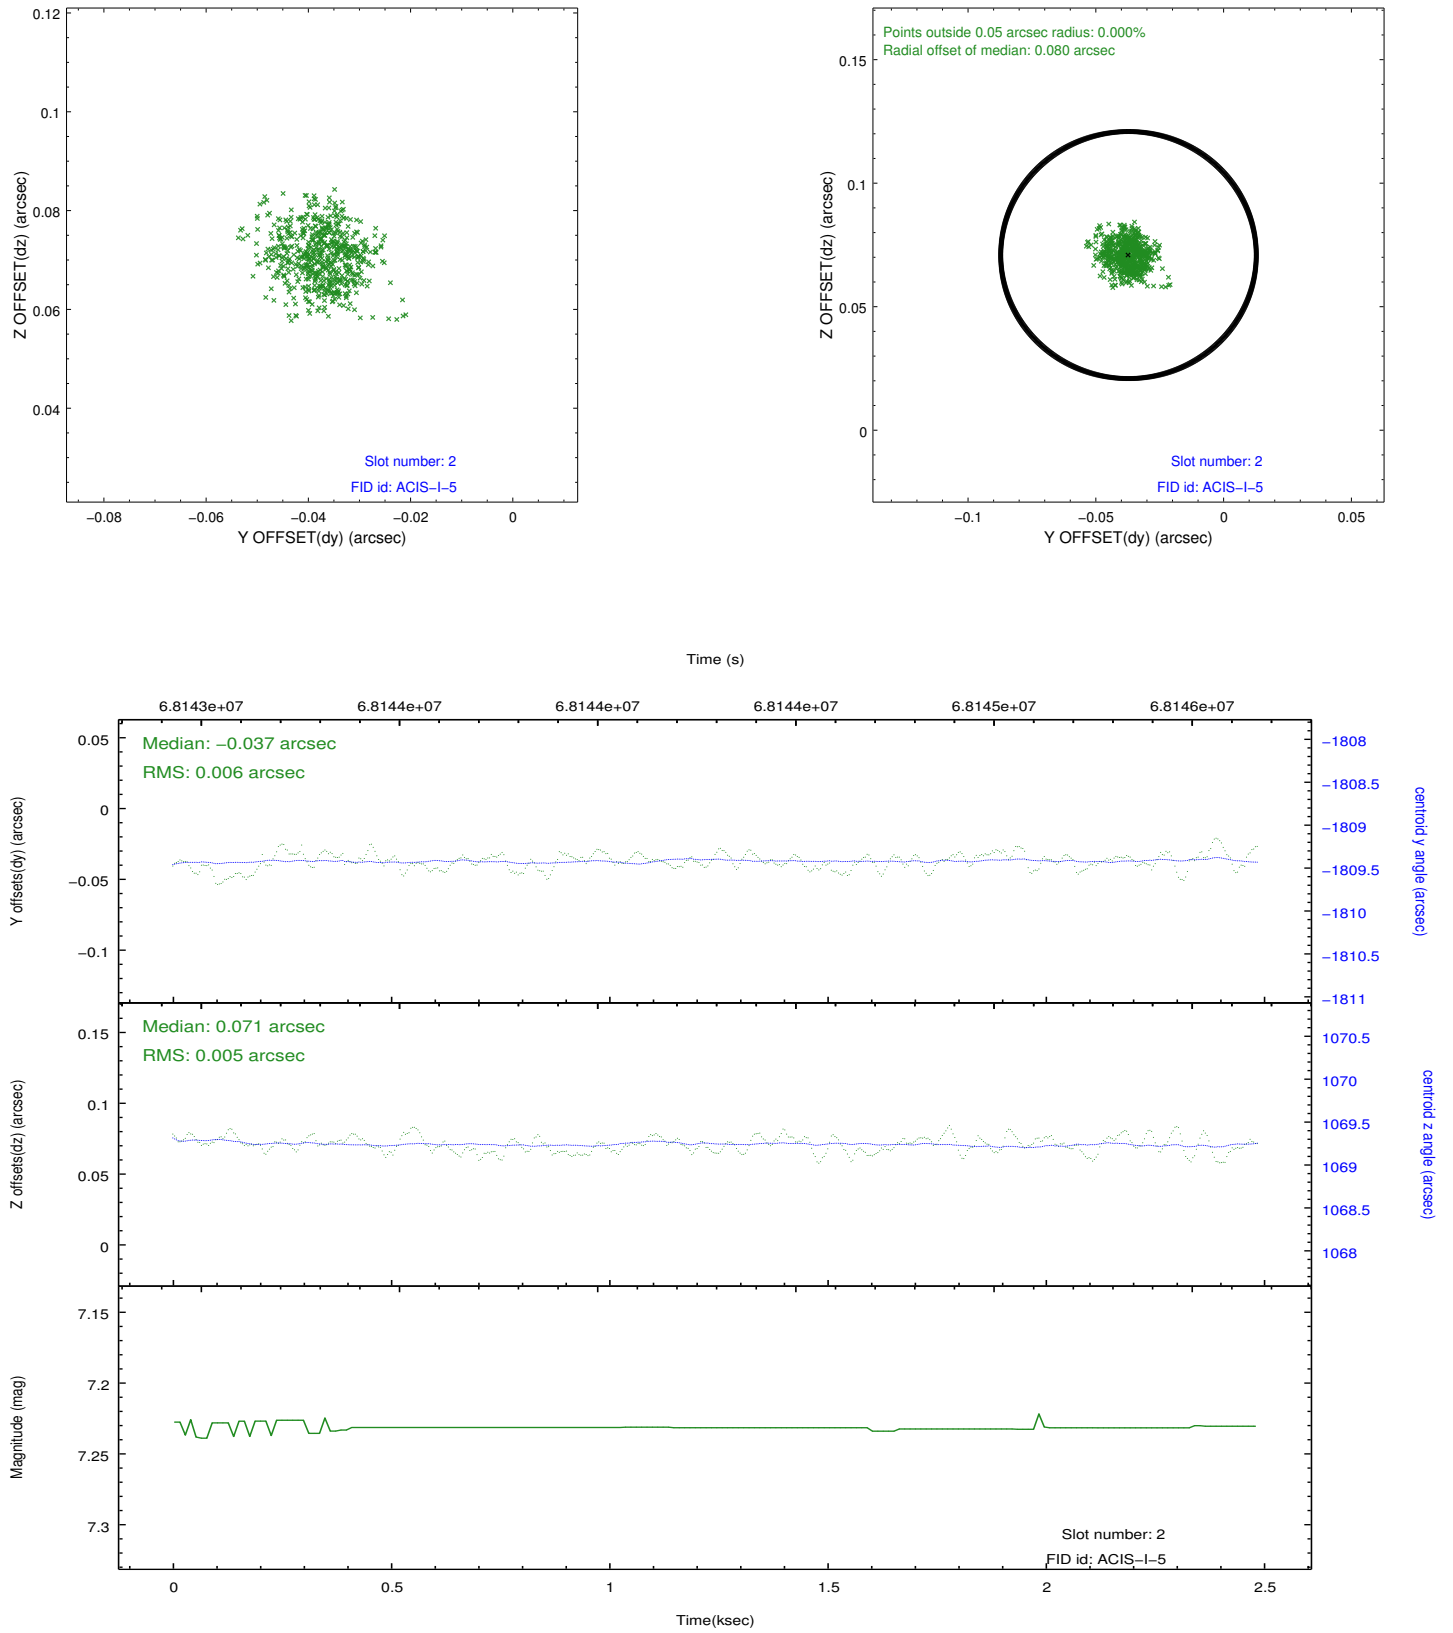 0.12
0.1
0.08
0.06
0.04
Z OFFSET(dz) (arcsec)
Slot number: 2
FID id: ACIS−I−5
−0.08 −0.06 −0.04 −0.02 0
Y OFFSET(dy) (arcsec)
Points outside 0.05 arcsec radius: 0.000%
Radial offset of median: 0.080 arcsec
0.15
0.1
0.05
0
Z OFFSET(dz) (arcsec)
Slot number: 2
FID id: ACIS−I−5
−0.1 −0.05 0 0.05
Y OFFSET(dy) (arcsec)
Time (s)
6.8143e+07 6.8144e+07 6.8144e+07 6.8144e+07 6.8145e+07 6.8146e+07
Median: −0.037 arcsec
RMS: 0.006 arcsec
0.05
0
−0.05
−0.1
Y offsets(dy) (arcsec)
−1808
−1808.5
−1809
−1809.5
−1810
−1810.5
−1811
centroid y angle (arcsec)
Median: 0.071 arcsec
RMS: 0.005 arcsec
0.15
0.1
0.05
0
Z offsets(dz) (arcsec)
1070.5
1070
1069.5
1069
1068.5
1068
centroid z angle (arcsec)
7.15
7.2
7.25
7.3
Magnitude (mag)
Slot number: 2
FID id: ACIS−I−5
0 0.5 1 1.5 2 2.5
Time(ksec)